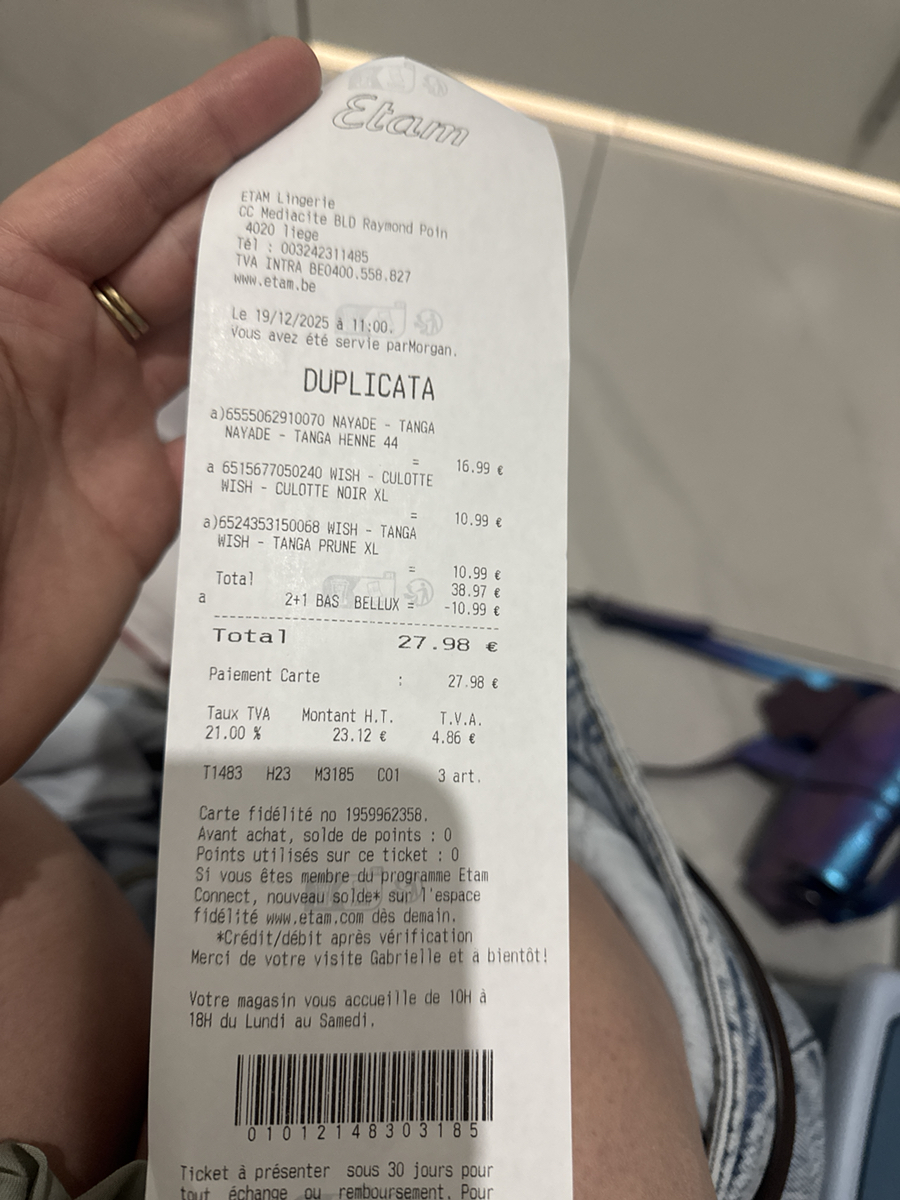 Etam
ETAM Lingerie
CC Mediacite BLD Raymond Poin
4020 liege
Tél : 003242311485
TVA INTRA BE0400.558.827
www.etam.be
Le 19/12/2025 à 11:00.
Vous avez été servie parMorgan.
DUPLICATA
a)6555062910070 NAYADE - TANGA
NAYADE - TANGA HENNE 44
= 16.99 €
a 6515677050240 WISH - CULOTTE
WISH - CULOTTE NOIR XL
= 10.99 €
a)6524353150068 WISH - TANGA
WISH - TANGA PRUNE XL
= 10.99 €
Total 38.97 €
a 2+1 BAS BELLUX = -10.99 €
Total 27.98 €
Paiement Carte : 27.98 €
Taux TVA Montant H.T. T.V.A.
21.00 % 23.12 € 4.86 €
T1483 H23 M3185 C01 3 art.
Carte fidélité no 1959962358.
Avant achat, solde de points : 0
Points utilisés sur ce ticket : 0
Si vous êtes membre du programme Etam
Connect, nouveau solde* sur l'espace
fidélité www.etam.com dès demain.
*Crédit/débit après vérification
Merci de votre visite Gabrielle et à bientôt!
Votre magasin vous accueille de 10H à
18H du Lundi au Samedi.
01012148303185
Ticket à présenter sous 30 jours pour
tout échange ou remboursement. Pour